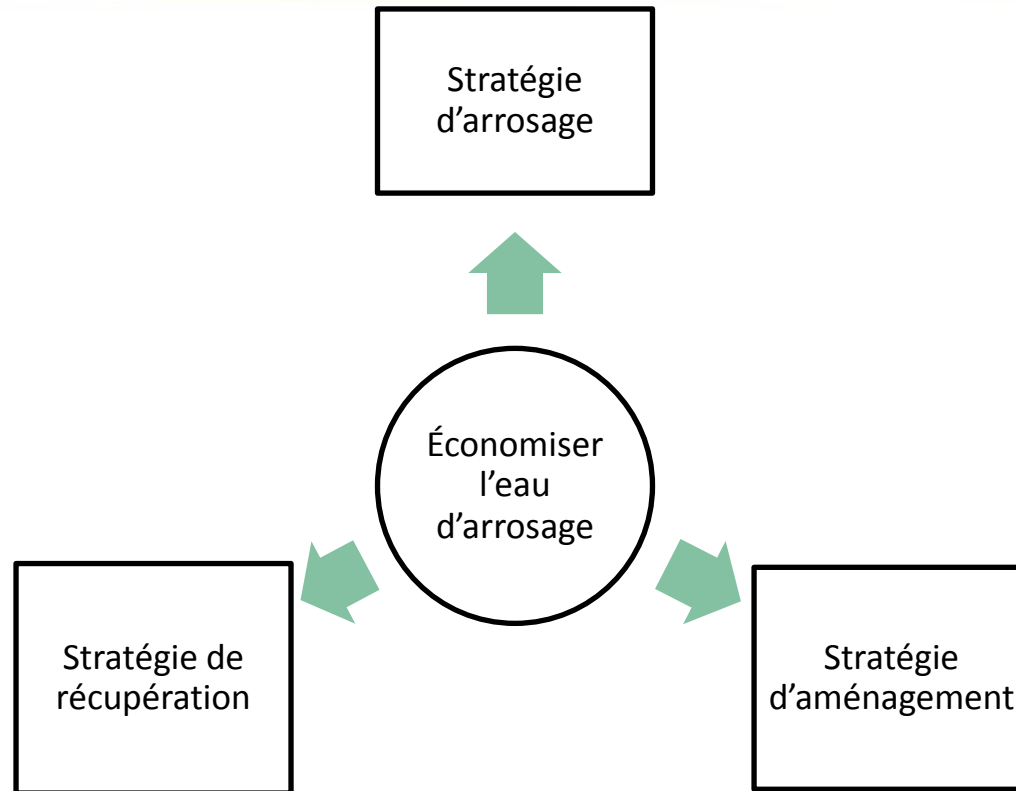 Stratégie
d’arrosage
Économiser
l’eau
d’arrosage
Stratégie de
récupération
Stratégie
d’aménagement